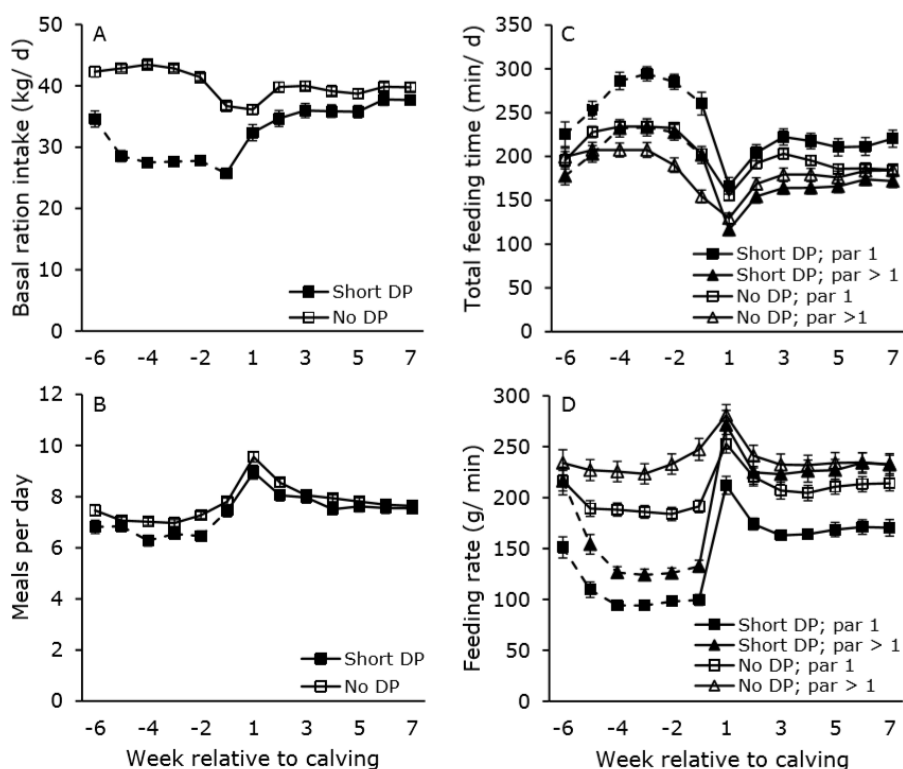 A
Basal ration intake (kg/ d)
50
40
30
20
10
0
Short DP
No DP
-6 -4 -2 1 3 5 7
B
Meals per day
12
10
8
6
4
2
0
Short DP
No DP
-6 -4 -2 1 3 5 7
Week relative to calving
C
Total feeding time (min/ d)
350
300
250
200
150
100
50
0
Short DP; par 1
Short DP; par > 1
No DP; par 1
No DP; par >1
-6 -4 -2 1 3 5 7
D
Feeding rate (g/ min)
300
250
200
150
100
50
0
Short DP; par 1
Short DP; par > 1
No DP; par 1
No DP; par > 1
-6 -4 -2 1 3 5 7
Week relative to calving